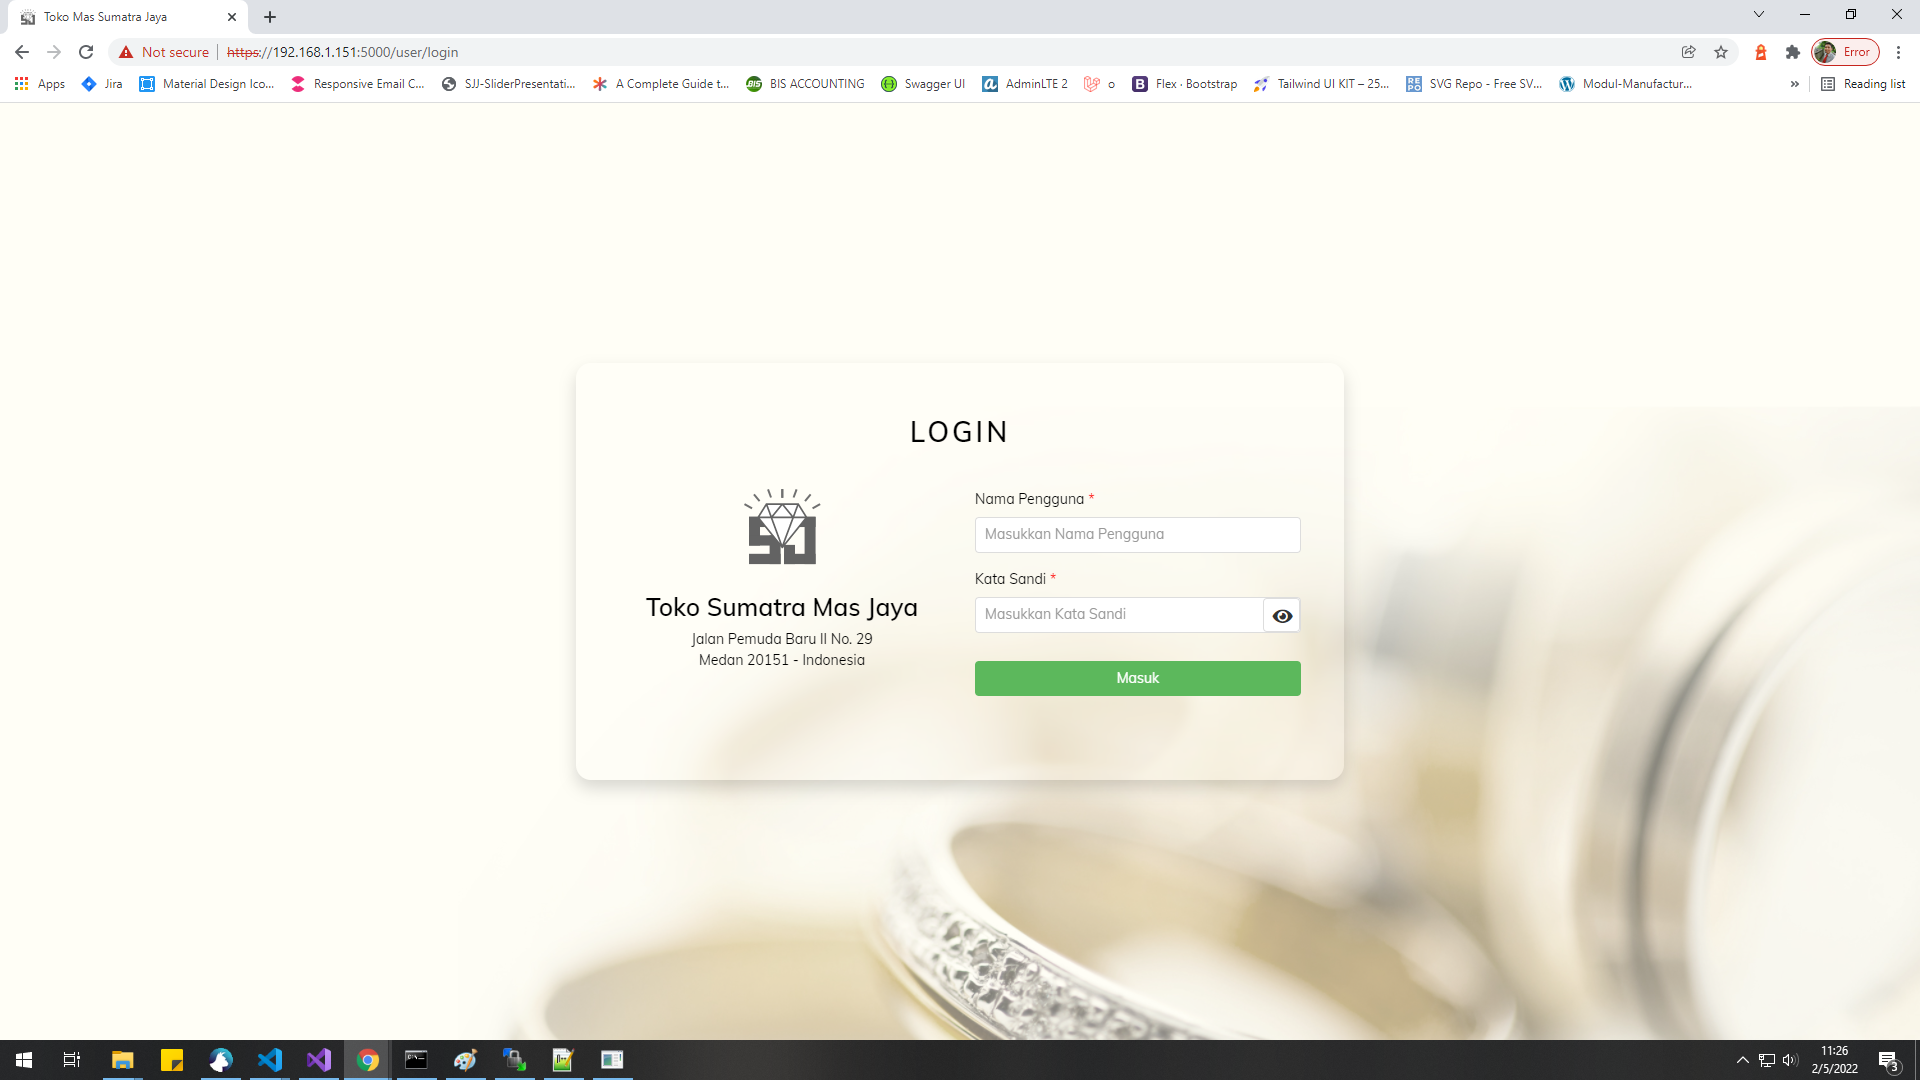 Toko Mas Sumatra Jaya
Not secure
https://192.168.1.151:5000/user/login
Error
Apps
Jira
Material Design Ico...
Responsive Email C...
SJJ-SliderPresentati...
A Complete Guide t...
BIS ACCOUNTING
Swagger UI
AdminLTE 2
o
Flex · Bootstrap
Tailwind UI KIT – 25...
SVG Repo - Free SV...
Modul-Manufactur...
»
Reading list
LOGIN
SJ
Toko Sumatra Mas Jaya
Jalan Pemuda Baru II No. 29
Medan 20151 - Indonesia
Nama Pengguna *
Masukkan Nama Pengguna
Kata Sandi *
Masukkan Kata Sandi
Masuk
11:26
2/5/2022
3